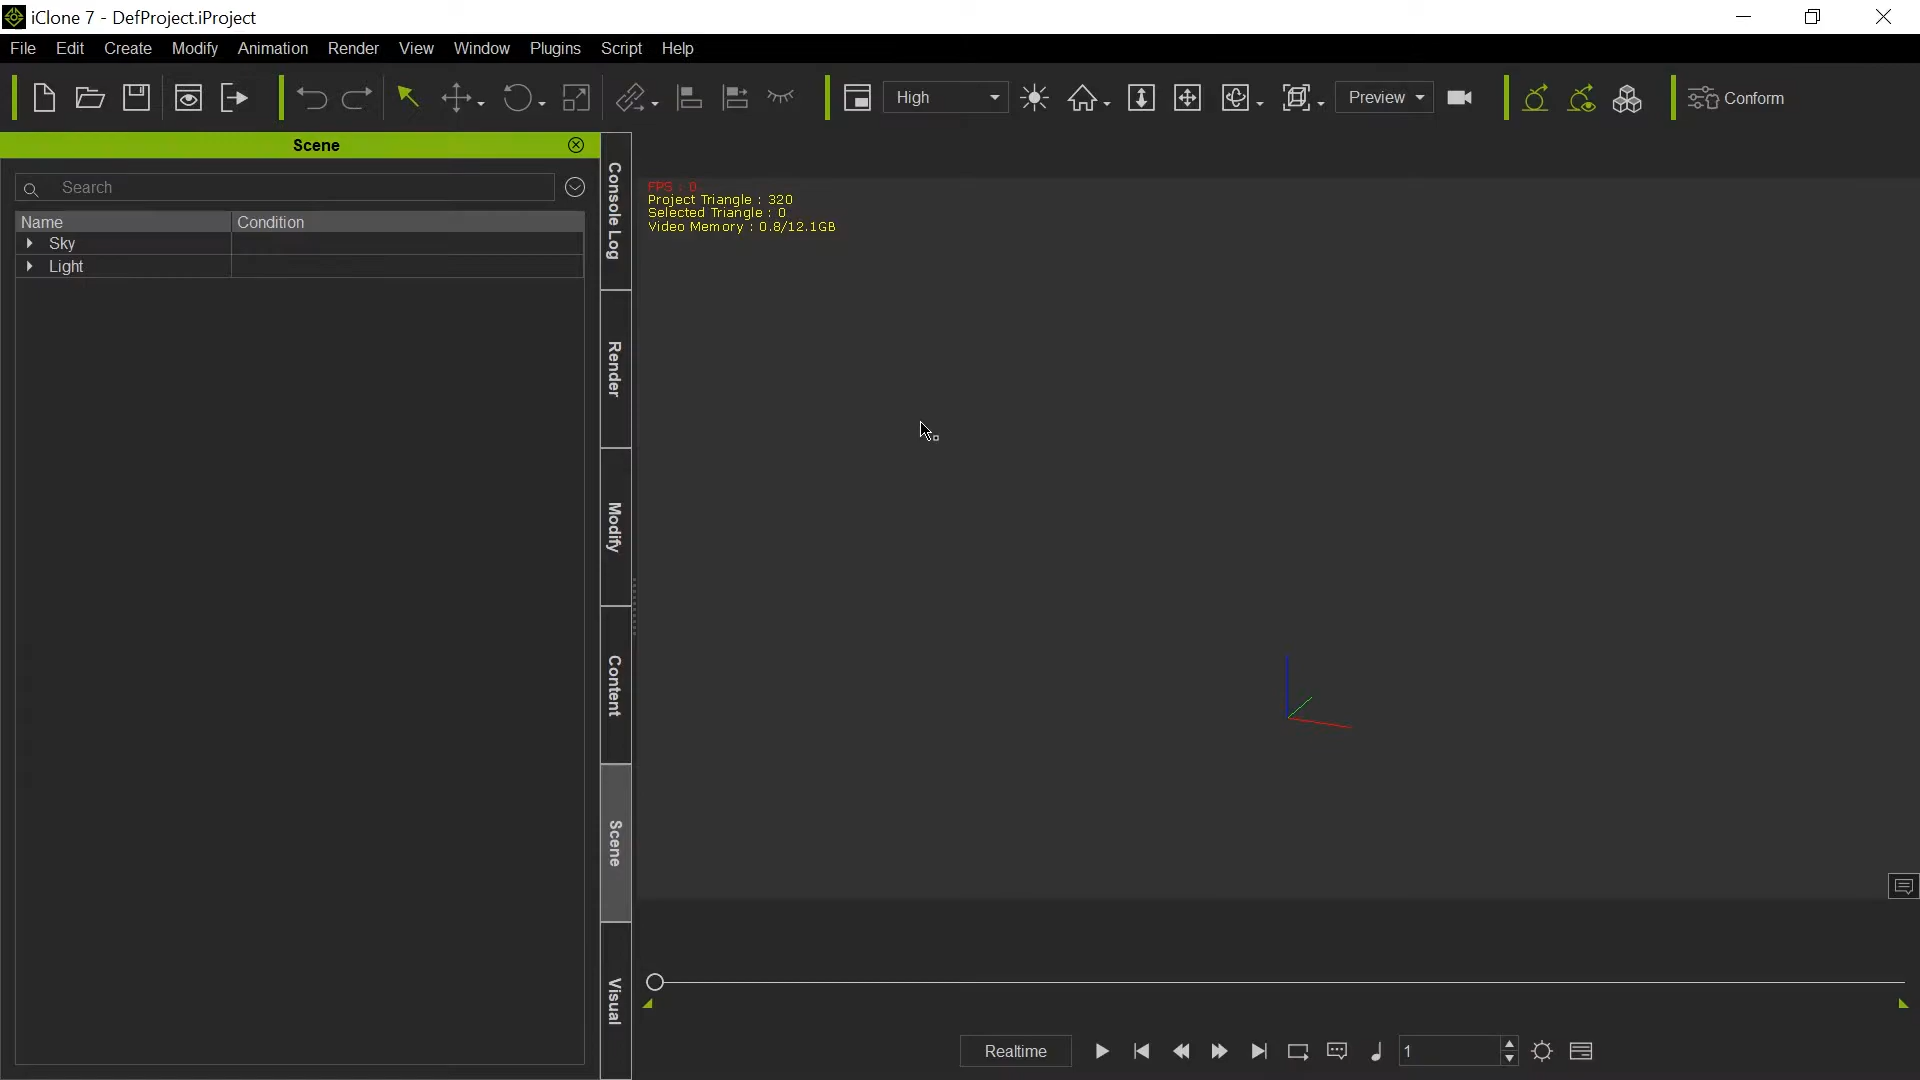 iClone 7 - DefProject.iProject
File Edit Create Modify Animation Render View Window Plugins Script Help
High
Preview
Conform
Scene
Search
Name Condition
Sky
Light
Console Log
Render
Modify
Content
Scene
Visual
FPS : 0
Project Triangle : 320
Selected Triangle : 0
Video Memory : 0.8/12.1GB
Realtime
1